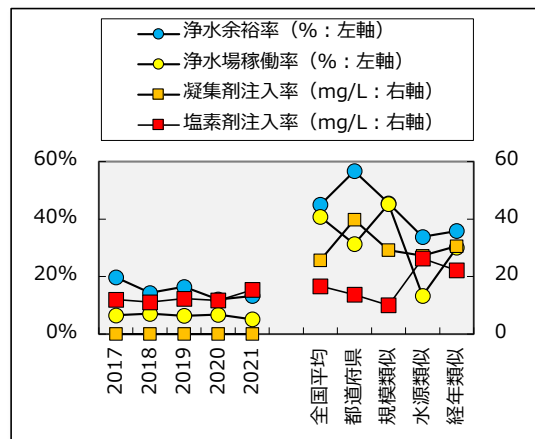 浄水余裕率（%：左軸）
浄水場稼働率（%：左軸）
凝集剤注入率（mg/L：右軸）
塩素剤注入率（mg/L：右軸）
60%
40%
20%
0%
60
40
20
0
2017
2018
2019
2020
2021
全国平均
都道府県
規模類似
水源類似
経年類似